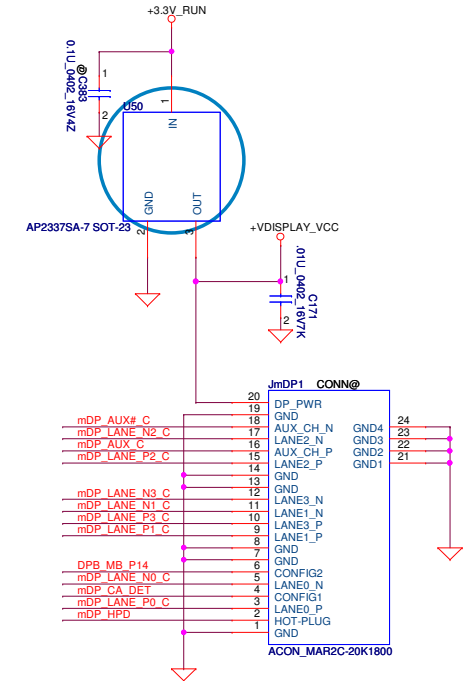 +3.3V_RUN
0.1U_0402_16V4Z
@C383
1
2
U50
1
IN
GND
OUT
AP2337SA-7 SOT-23
2
3
+VDISPLAY_VCC
1
2
C171
.01U_0402_16V7K
JmDP1 CONN@
20 DP_PWR
19 GND
mDP_AUX#_C 18 AUX_CH_N GND4 24
mDP_LANE_N2_C 17 LANE2_N GND3 23
mDP_AUX_C 16 AUX_CH_P GND2 22
mDP_LANE_P2_C 15 LANE2_P GND1 21
14 GND
13 GND
mDP_LANE_N3_C 12 LANE3_N
mDP_LANE_N1_C 11 LANE1_N
mDP_LANE_P3_C 10 LANE3_P
mDP_LANE_P1_C 9 LANE1_P
8 GND
7 GND
DPB_MB_P14 6 CONFIG2
mDP_LANE_N0_C 5 LANE0_N
mDP_CA_DET 4 CONFIG1
mDP_LANE_P0_C 3 LANE0_P
mDP_HPD 2 HOT-PLUG
1 GND
ACON_MAR2C-20K1800